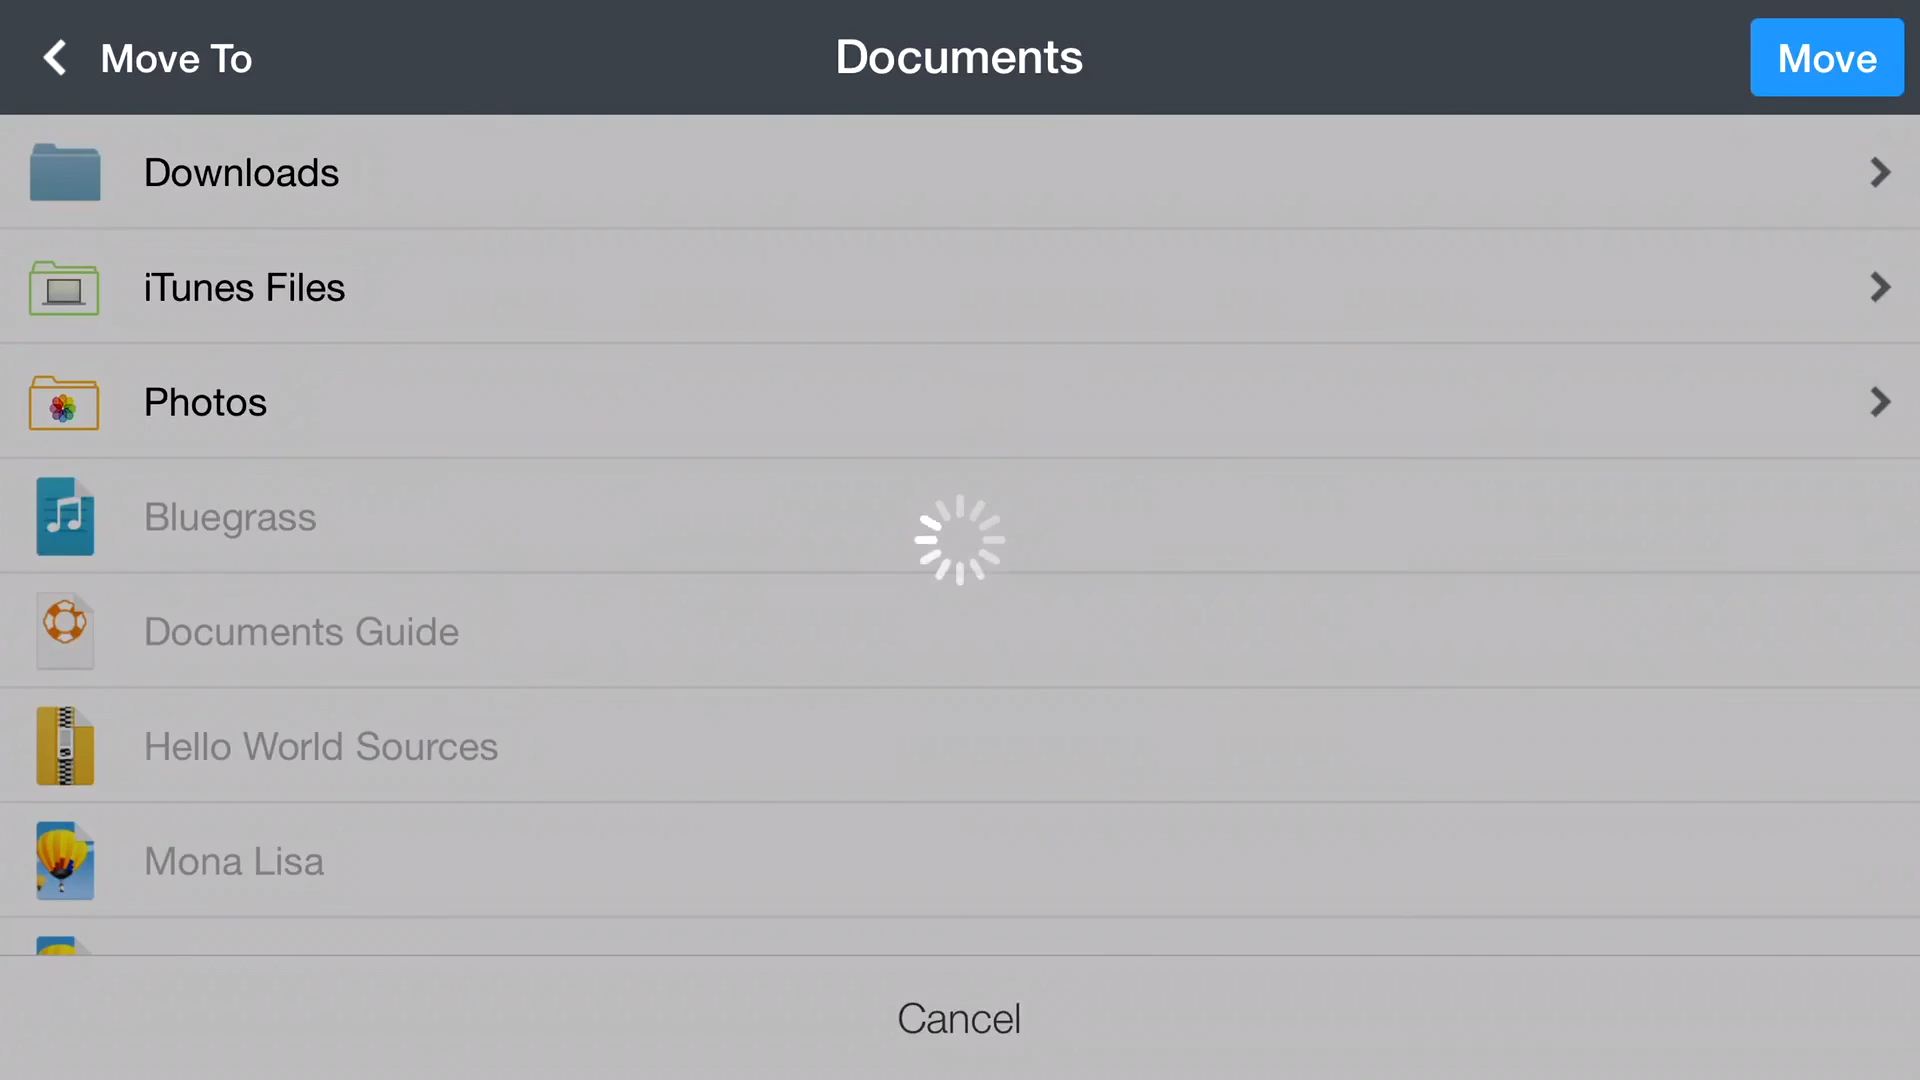 Move To
Documents
Move
Downloads
iTunes Files
Photos
Bluegrass
Documents Guide
Hello World Sources
Mona Lisa
Cancel